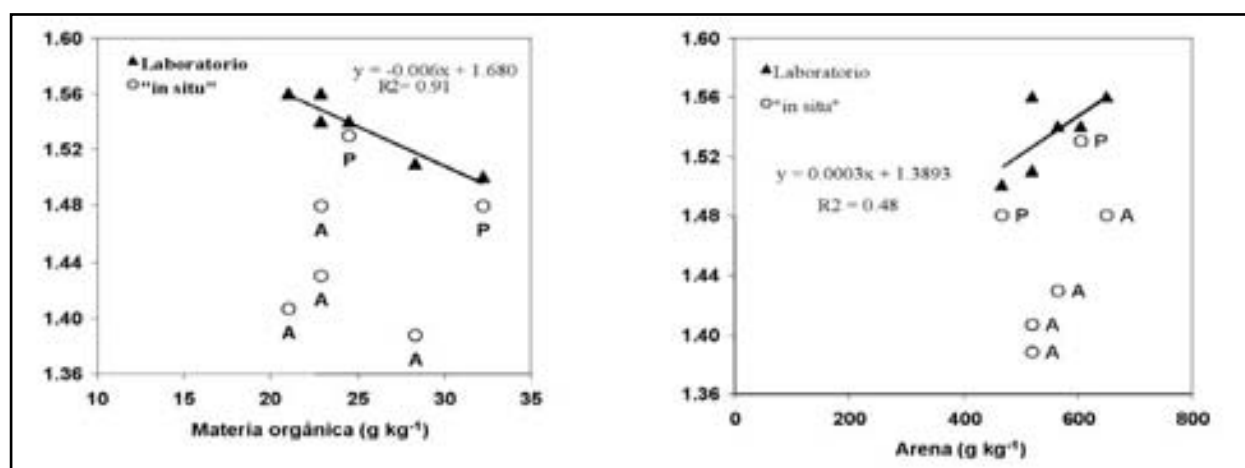 1.60
1.56
1.52
1.48
1.44
1.40
1.36
Laboratorio
"in situ"
y = -0.006x + 1.680
R2= 0.91
P
A
P
A
A
A
10 15 20 25 30 35
Materia orgánica (g kg-1)
1.60
1.56
1.52
1.48
1.44
1.40
1.36
Laboratorio
"in situ"
y = 0.0003x + 1.3893
R2 = 0.48
P
P
A
A
A
A
0 200 400 600 800
Arena (g kg-1)